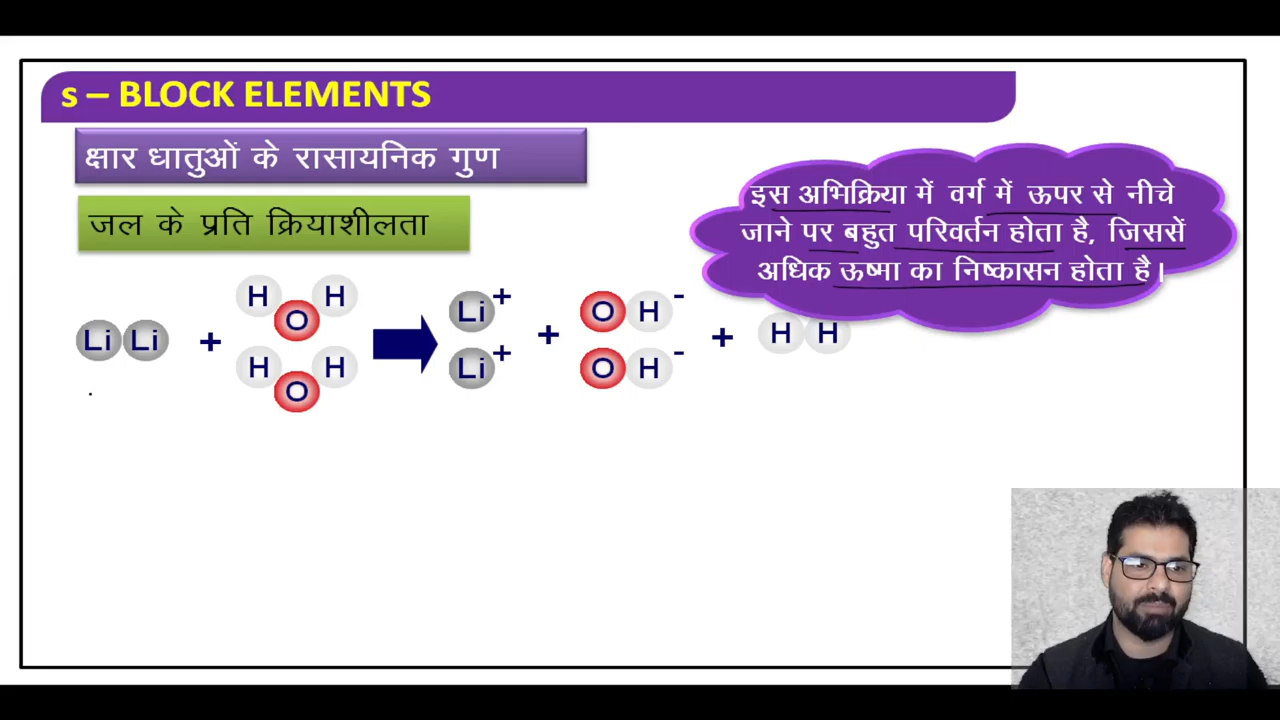 s – BLOCK ELEMENTS
क्षार धातुओं के रासायनिक गुण
जल के प्रति क्रियाशीलता
इस अभिक्रिया में वर्ग में ऊपर से नीचे
जाने पर बहुत परिवर्तन होता है, जिससें
अधिक ऊष्मा का निष्कासन होता है।
H O H
Li Li + → Li+ + O H - + H H
H O H
Li+ O H -